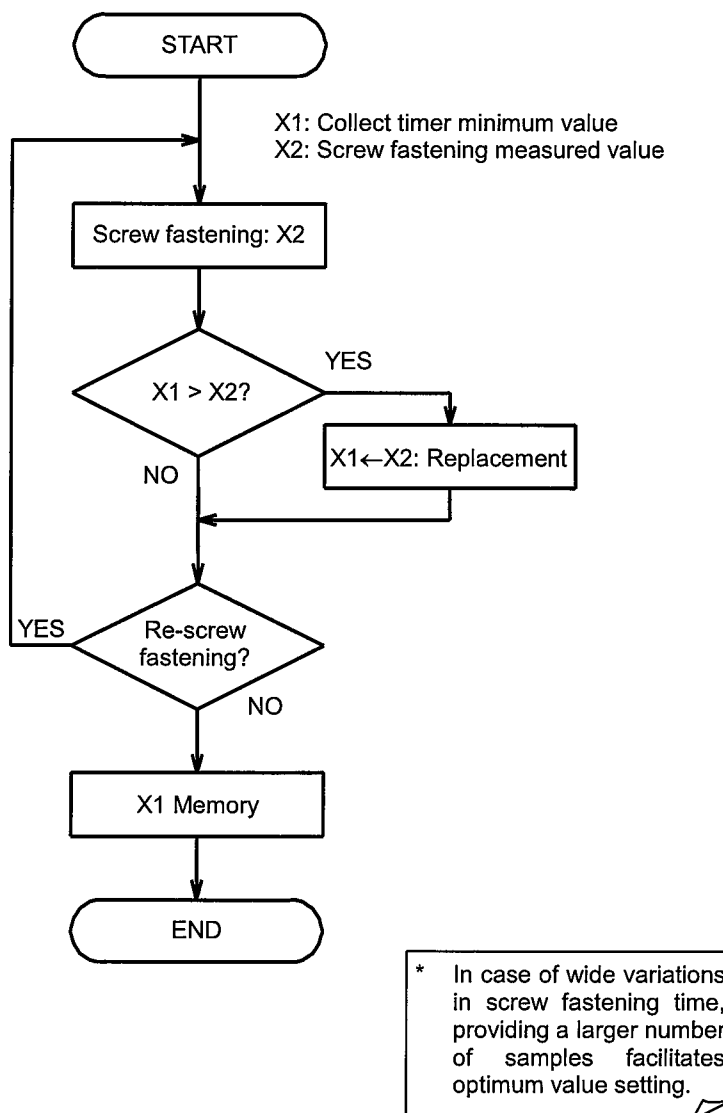 START
X1: Collect timer minimum value
X2: Screw fastening measured value
Screw fastening: X2
X1 > X2?
YES
X1←X2: Replacement
NO
YES
Re-screw
fastening?
NO
X1 Memory
END
* In case of wide variations
in screw fastening time,
providing a larger number
of samples facilitates
optimum value setting.